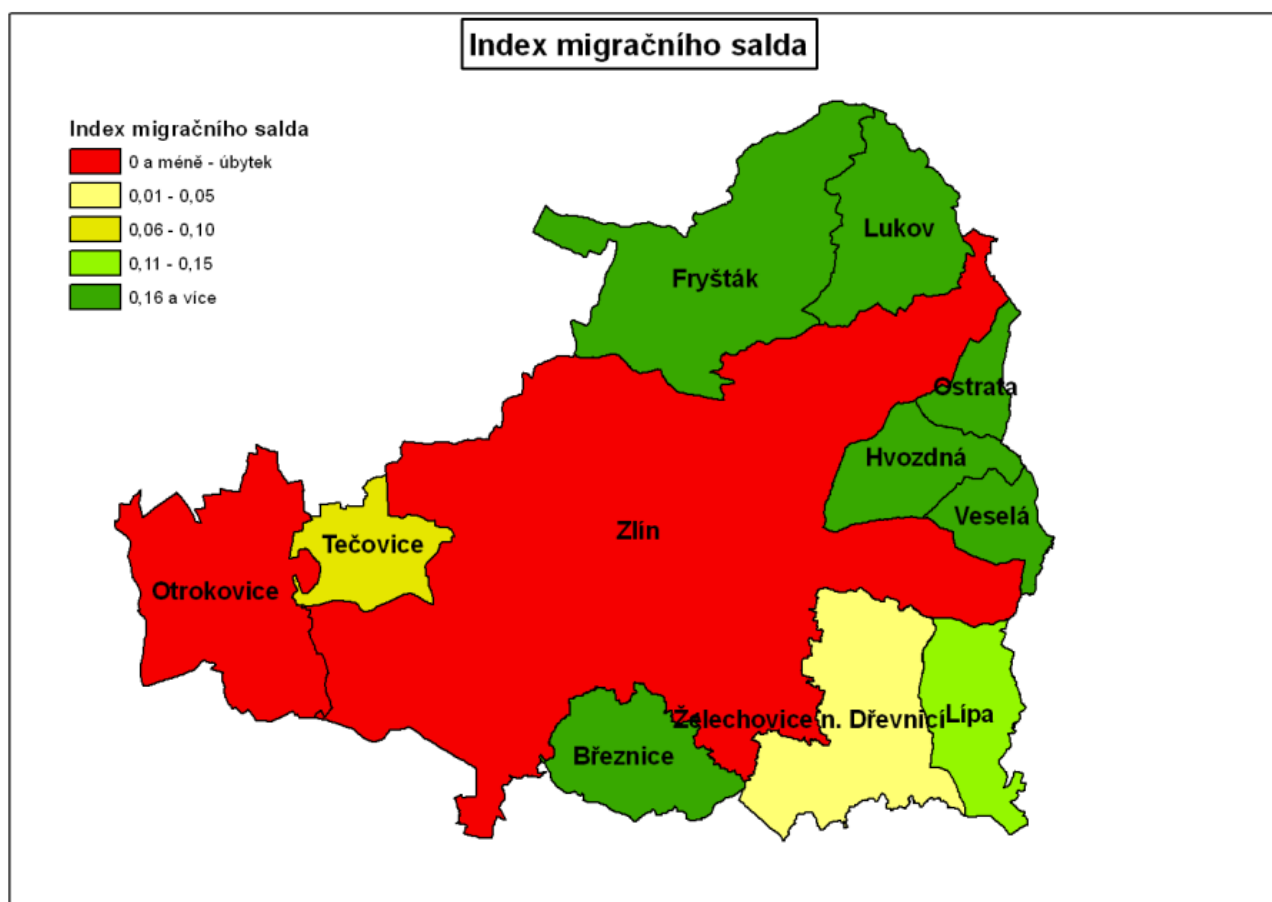 Index migračního salda
Index migračního salda
0 a méně - úbytek
0,01 - 0,05
0,06 - 0,10
0,11 - 0,15
0,16 a více
Lukov
Fryšták
Ostrata
Hvozdná
Veselá
Zlín
Tečovice
Otrokovice
Želechovice n. Dřevnicí
Lípa
Březnice